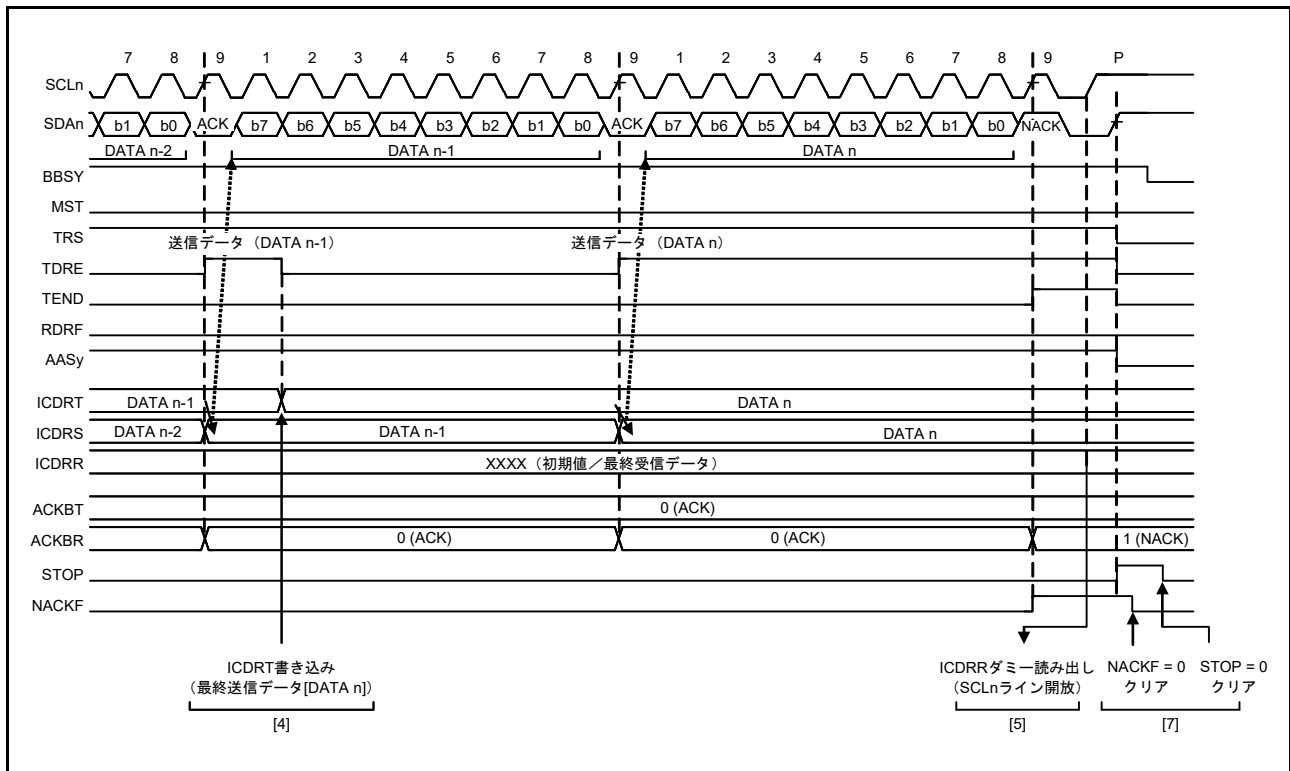 7 8 9 1 2 3 4 5 6 7 8 9 1 2 3 4 5 6 7 8 9 P
SCLn
SDAn b1 b0 ACK b7 b6 b5 b4 b3 b2 b1 b0 ACK b7 b6 b5 b4 b3 b2 b1 b0 NACK
DATA n-2 DATA n-1 DATA n
BBSY
MST
TRS
送信データ（DATA n-1） 送信データ（DATA n）
TDRE
TEND
RDRF
AASy
ICDRT DATA n-1 DATA n
ICDRS DATA n-2 DATA n-1 DATA n
ICDRR XXXX（初期値／最終受信データ）
ACKBT 0 (ACK)
ACKBR 0 (ACK) 0 (ACK) 1 (NACK)
STOP
NACKF
ICDRT書き込み
（最終送信データ[DATA n]）
[4]
ICDRRダミー読み出し
（SCLnライン開放）
[5]
NACKF = 0
クリア
STOP = 0
クリア
[7]